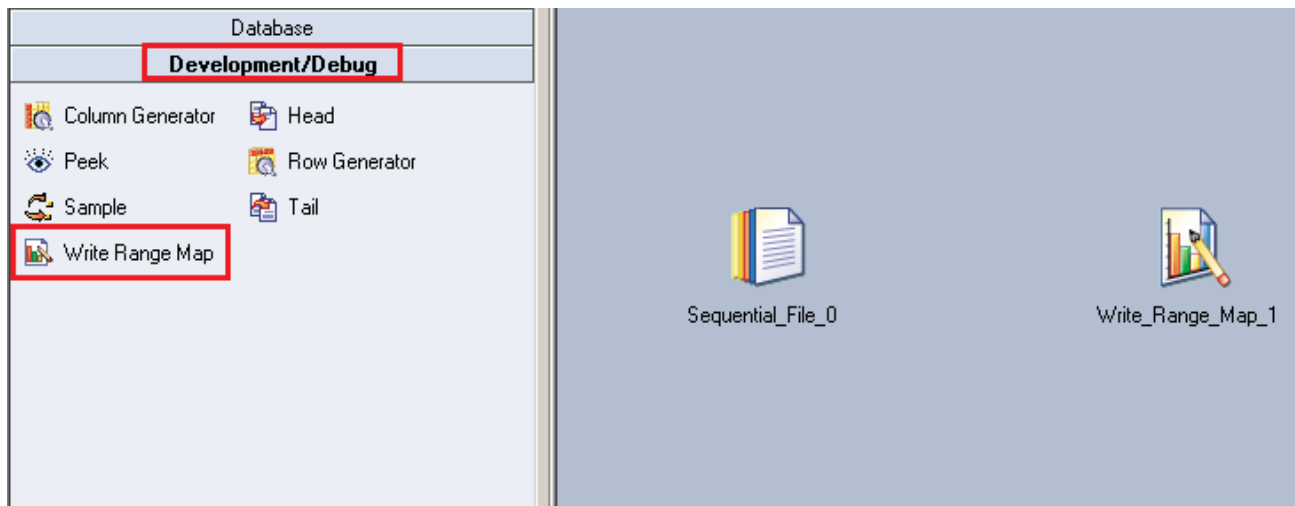 Database
Development/Debug
Column Generator
Head
Peek
Row Generator
Sample
Tail
Write Range Map
Sequential_File_0
Write_Range_Map_1